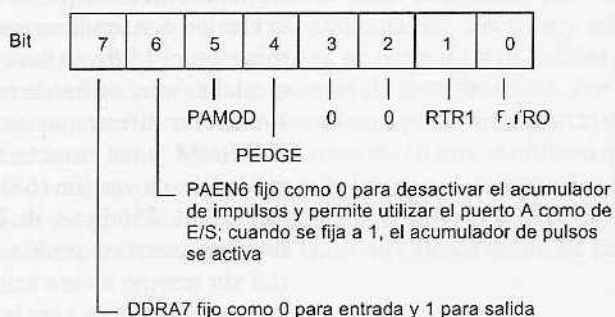 Bit
7 6 5 4 3 2 1 0
PAMOD 0 0 RTR1
PEDGE
PAEN6 fijo como 0 para desactivar el acumulador
de impulsos y permite utilizar el puerto A como de
E/S; cuando se fija a 1, el acumulador de pulsos
se activa
DDRA7 fijo como 0 para entrada y 1 para salida